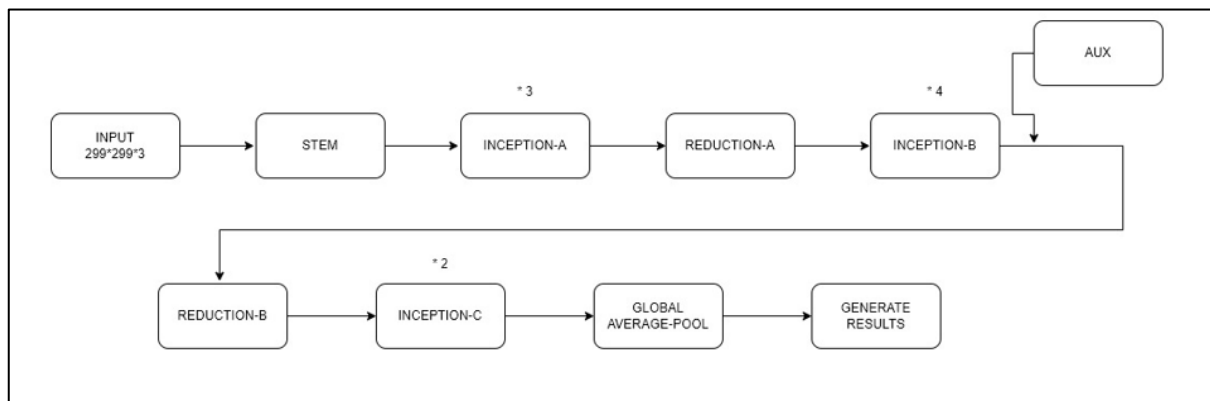 AUX
* 3
* 4
INPUT
299*299*3
STEM
INCEPTION-A
REDUCTION-A
INCEPTION-B
* 2
REDUCTION-B
INCEPTION-C
GLOBAL
AVERAGE-POOL
GENERATE
RESULTS